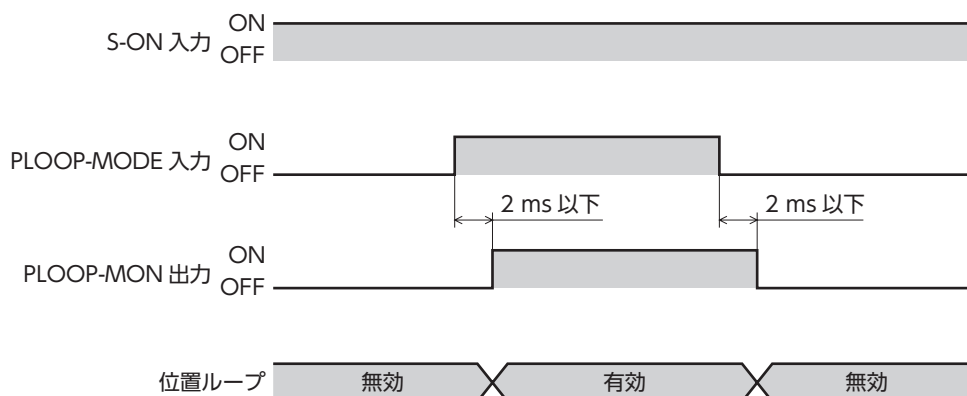 ON
S-ON 入力
OFF
ON
PLOOP-MODE 入力
OFF
2 ms 以下
2 ms 以下
ON
PLOOP-MON 出力
OFF
位置ループ 無効 有効 無効